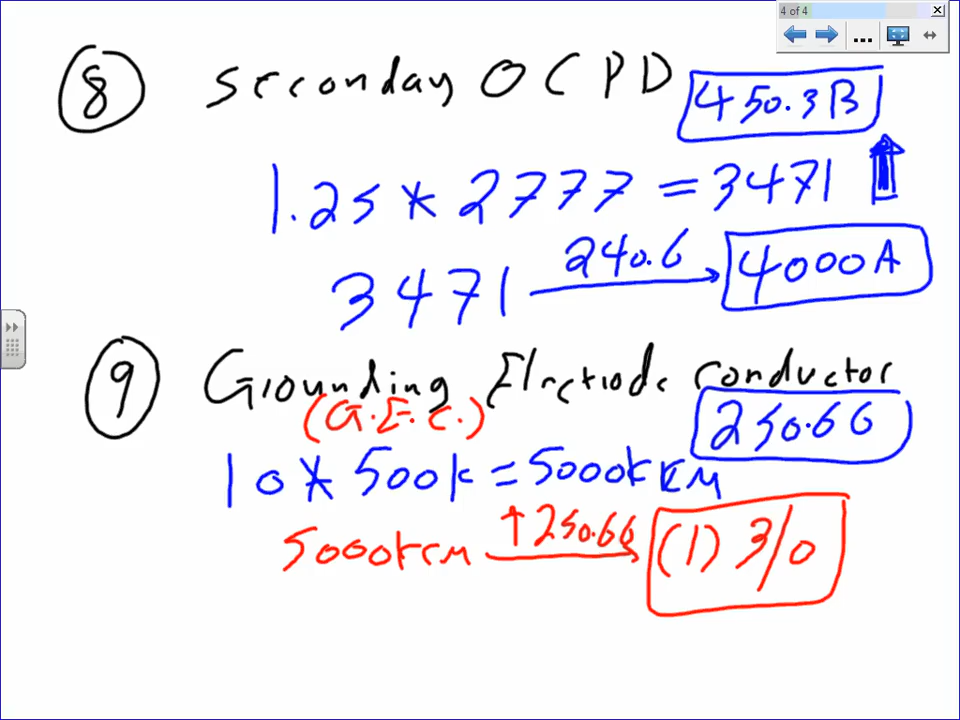 4 of 4
...
8 Seconday OCPD 450.3B
1.25 * 2777 = 3471 ↑
3471 240.6 → 4000A
9 Grounding Electrode conductor
(G.E.C.) 250.66
10 * 500k = 5000kcm
5000kcm ↑250.66 (1) 3/0